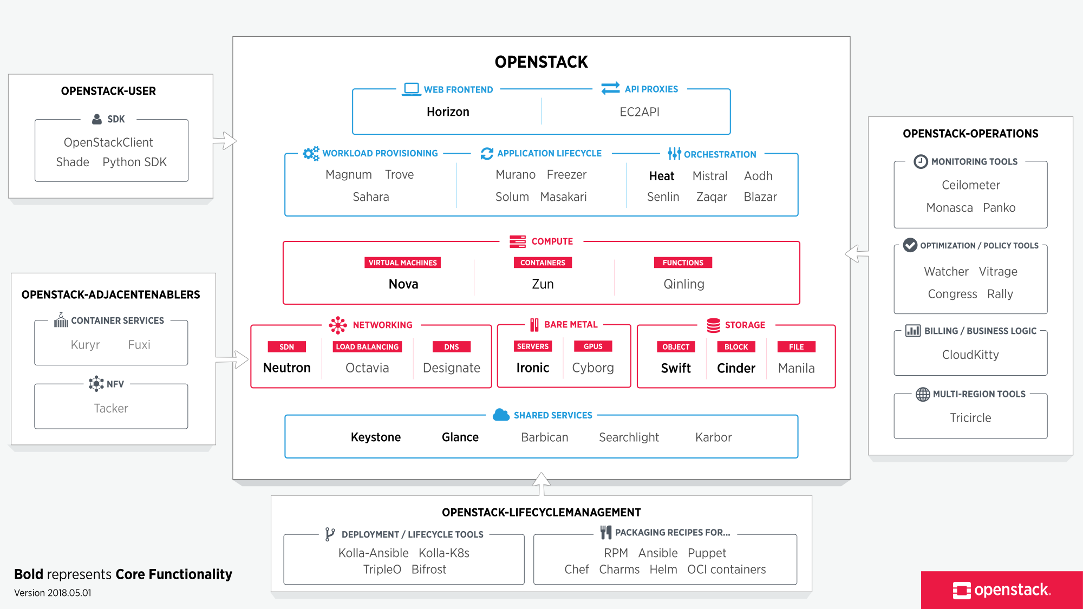 OPENSTACK
WEB FRONTEND
API PROXIES
Horizon
EC2API
WORKLOAD PROVISIONING
APPLICATION LIFECYCLE
ORCHESTRATION
Magnum Trove
Sahara
Murano Freezer
Solum Masakari
Heat Mistral Aodh
Senlin Zaqar Blazar
COMPUTE
VIRTUAL MACHINES
CONTAINERS
FUNCTIONS
Nova
Zun
Qinling
NETWORKING
SDN
LOAD BALANCING
DNS
Neutron
Octavia
Designate
BARE METAL
SERVERS
GPUS
Ironic
Cyborg
STORAGE
OBJECT
BLOCK
FILE
Swift
Cinder
Manila
SHARED SERVICES
Keystone
Glance
Barbican
Searchlight
Karbor
OPENSTACK-USER
SDK
OpenStackClient
Shade Python SDK
OPENSTACK-ADJACENTENABLERS
CONTAINER SERVICES
Kuryr Fuxi
NFV
Tacker
OPENSTACK-OPERATIONS
MONITORING TOOLS
Ceilometer
Monasca Panko
OPTIMIZATION / POLICY TOOLS
Watcher Vitrage
Congress Rally
BILLING / BUSINESS LOGIC
CloudKitty
MULTI-REGION TOOLS
Tricircle
OPENSTACK-LIFECYCLEMANAGEMENT
DEPLOYMENT / LIFECYCLE TOOLS
Kolla-Ansible Kolla-K8s
TripleO Bifrost
PACKAGING RECIPES FOR...
RPM Ansible Puppet
Chef Charms Helm OCI containers
Bold represents Core Functionality
Version 2018.05.01
openstack.